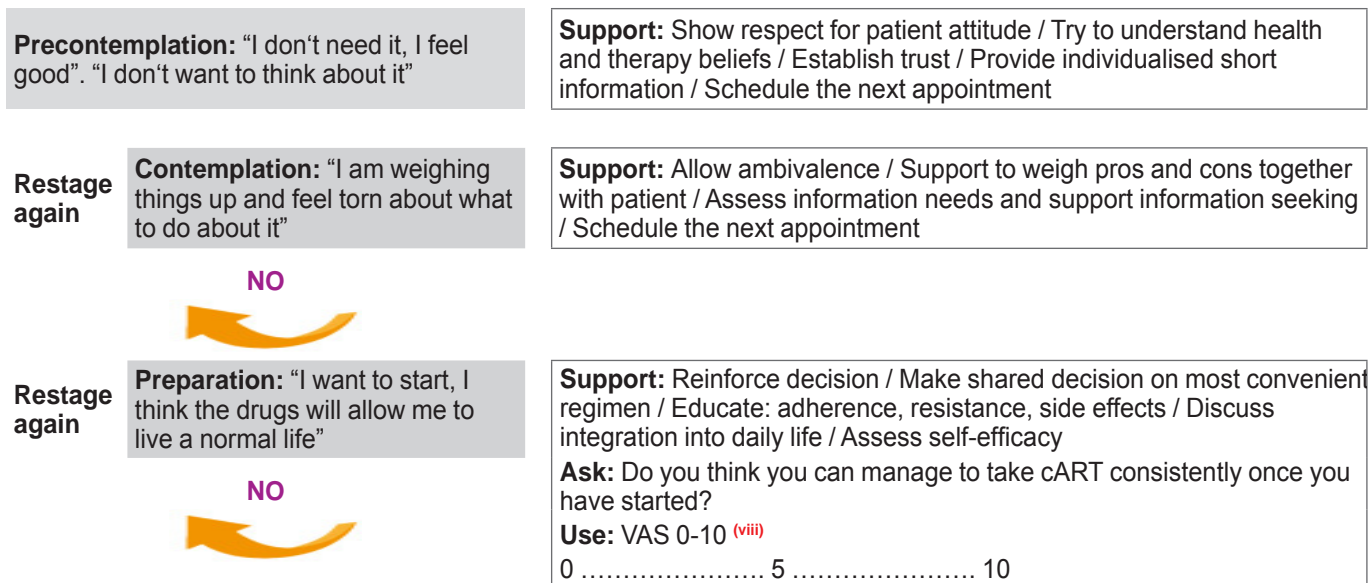 Precontemplation: “I don‘t need it, I feel
good”. “I don‘t want to think about it”
Support: Show respect for patient attitude / Try to understand health
and therapy beliefs / Establish trust / Provide individualised short
information / Schedule the next appointment
Restage
again
Contemplation: “I am weighing
things up and feel torn about what
to do about it”
Support: Allow ambivalence / Support to weigh pros and cons together
with patient / Assess information needs and support information seeking
/ Schedule the next appointment
NO
Restage
again
Preparation: “I want to start, I
think the drugs will allow me to
live a normal life”
Support: Reinforce decision / Make shared decision on most convenient
regimen / Educate: adherence, resistance, side effects / Discuss
integration into daily life / Assess self-efficacy
Ask: Do you think you can manage to take cART consistently once you
have started?
Use: VAS 0-10 (viii)
0 …………………. 5 …………………. 10
NO